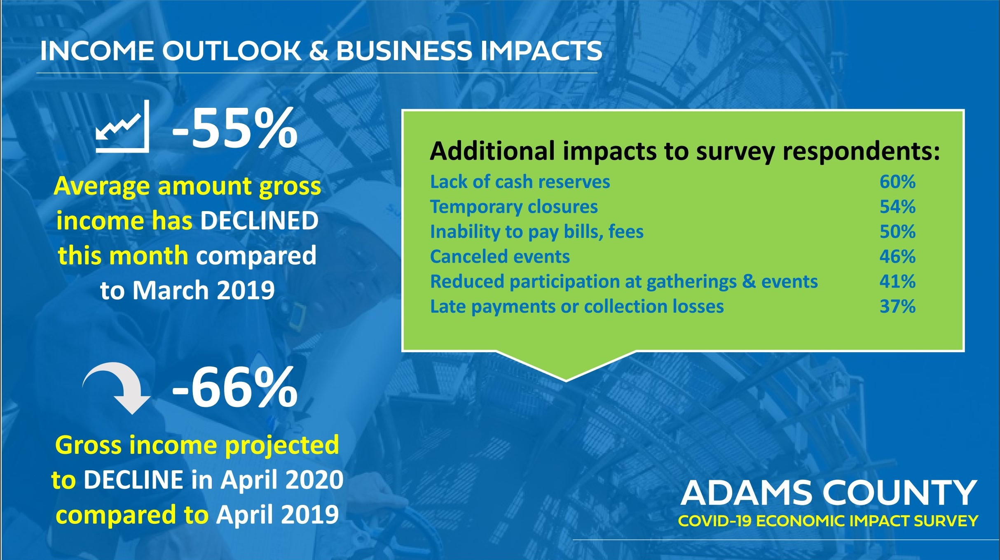 INCOME OUTLOOK & BUSINESS IMPACTS
-55%
Average amount gross
income has DECLINED
this month compared
to March 2019
-66%
Gross income projected
to DECLINE in April 2020
compared to April 2019
Additional impacts to survey respondents:
Lack of cash reserves 60%
Temporary closures 54%
Inability to pay bills, fees 50%
Canceled events 46%
Reduced participation at gatherings & events 41%
Late payments or collection losses 37%
ADAMS COUNTY
COVID-19 ECONOMIC IMPACT SURVEY